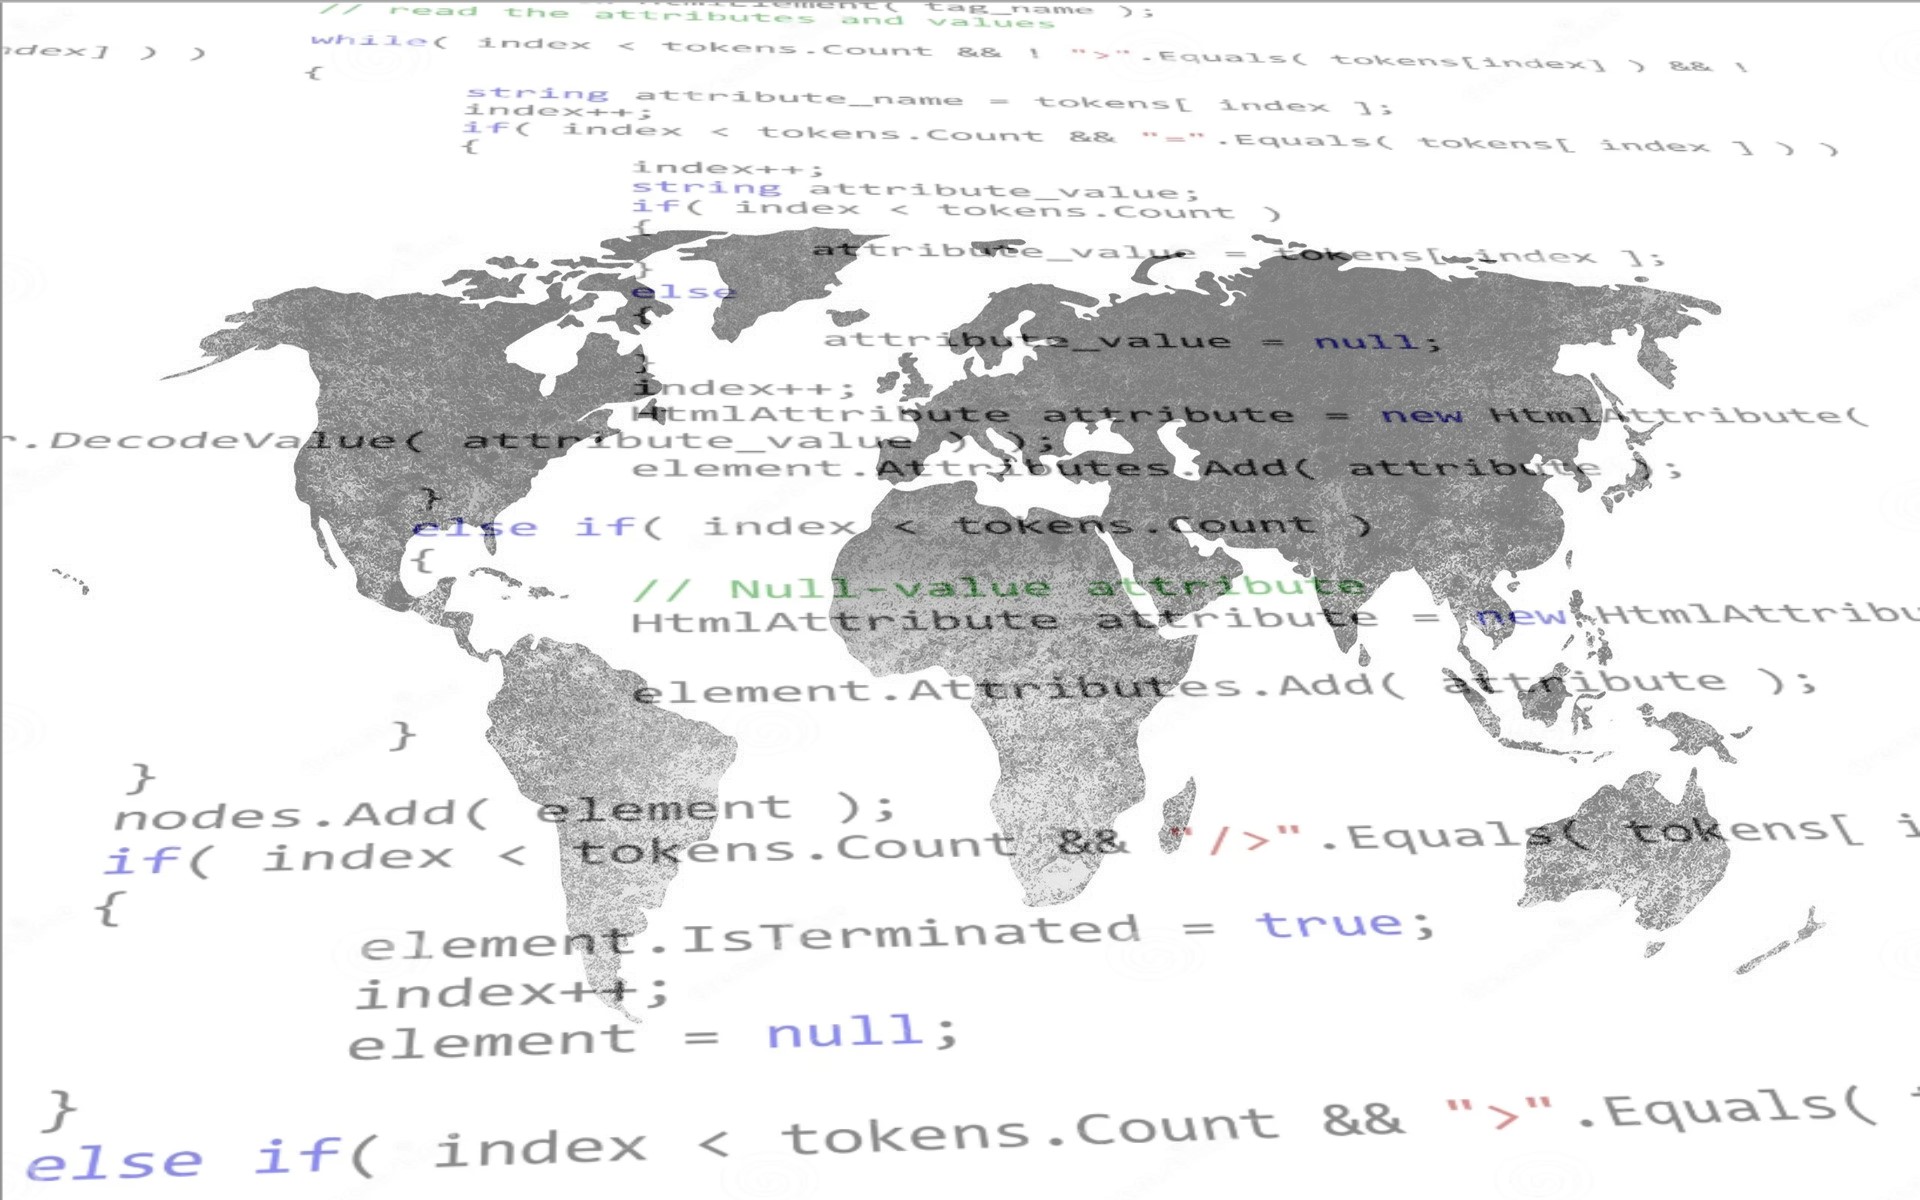 // read the attributes and values
ndex] ) ) while( index < tokens.Count && ! ">".Equals( tokens[index] ) && !
{
string attribute_name = tokens[ index ];
index++;
if( index < tokens.Count && "=".Equals( tokens[ index ] ) )
{
index++;
string attribute_value;
if( index < tokens.Count )
{
attribute_value = tokens[ index ];
}
else
{
attribute_value = null;
}
index++;
HtmlAttribute attribute = new HtmlAttribute(
r.DecodeValue( attribute_value ) );
element.Attributes.Add( attribute );
}
else if( index < tokens.Count )
{
// Null-value attribute
HtmlAttribute attribute = new HtmlAttribu
element.Attributes.Add( attribute );
}
}
nodes.Add( element );
if( index < tokens.Count && "/>".Equals( tokens[ i
{
element.IsTerminated = true;
index++;
element = null;
}
else if( index < tokens.Count && ">".Equals(